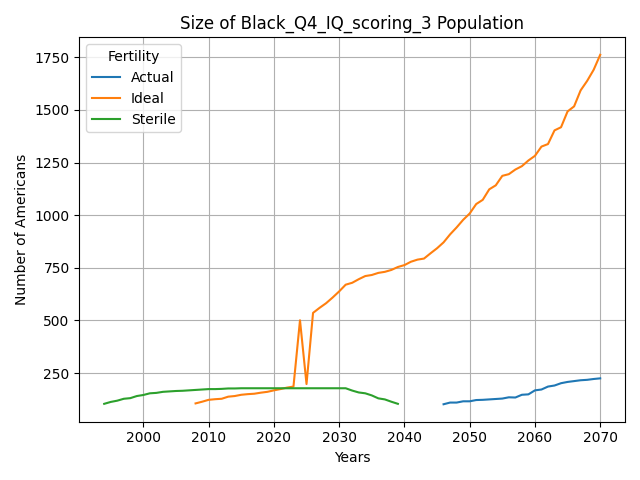 Size of Black_Q4_IQ_scoring_3 Population
Fertility
Actual
Ideal
Sterile
Number of Americans
1750
1500
1250
1000
750
500
250
2000
2010
2020
2030
2040
2050
2060
2070
Years